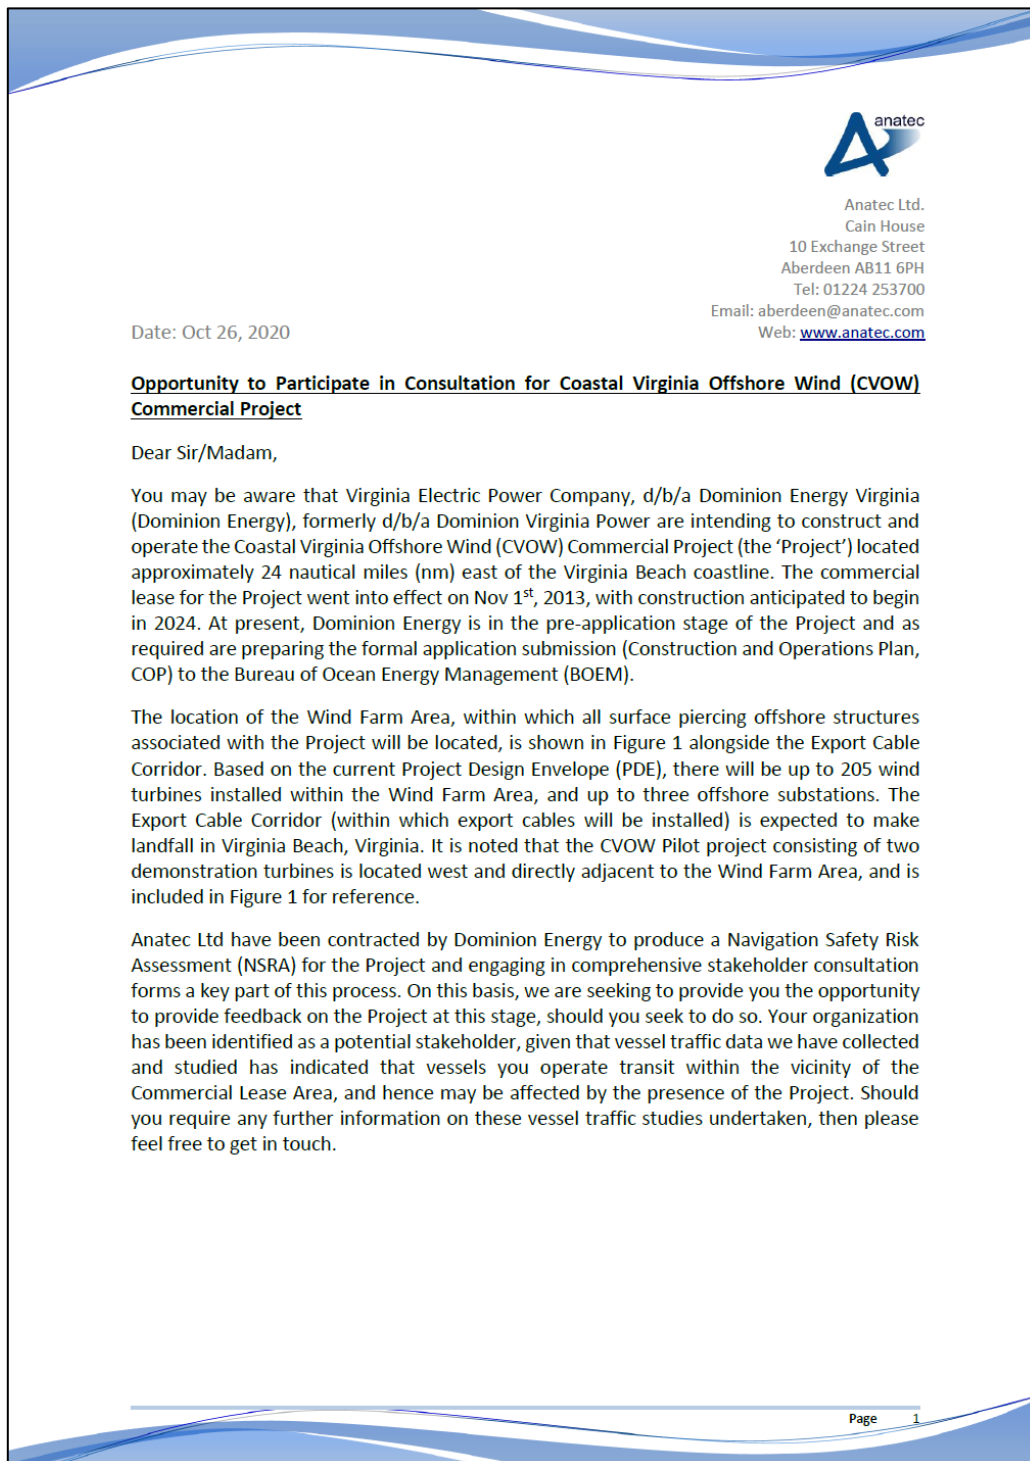 anatec
Anatec Ltd.
Cain House
10 Exchange Street
Aberdeen AB11 6PH
Tel: 01224 253700
Email: aberdeen@anatec.com
Web: www.anatec.com
Date: Oct 26, 2020
Opportunity to Participate in Consultation for Coastal Virginia Offshore Wind (CVOW)
Commercial Project
Dear Sir/Madam,
You may be aware that Virginia Electric Power Company, d/b/a Dominion Energy Virginia
(Dominion Energy), formerly d/b/a Dominion Virginia Power are intending to construct and
operate the Coastal Virginia Offshore Wind (CVOW) Commercial Project (the ‘Project’) located
approximately 24 nautical miles (nm) east of the Virginia Beach coastline. The commercial
lease for the Project went into effect on Nov 1st, 2013, with construction anticipated to begin
in 2024. At present, Dominion Energy is in the pre-application stage of the Project and as
required are preparing the formal application submission (Construction and Operations Plan,
COP) to the Bureau of Ocean Energy Management (BOEM).
The location of the Wind Farm Area, within which all surface piercing offshore structures
associated with the Project will be located, is shown in Figure 1 alongside the Export Cable
Corridor. Based on the current Project Design Envelope (PDE), there will be up to 205 wind
turbines installed within the Wind Farm Area, and up to three offshore substations. The
Export Cable Corridor (within which export cables will be installed) is expected to make
landfall in Virginia Beach, Virginia. It is noted that the CVOW Pilot project consisting of two
demonstration turbines is located west and directly adjacent to the Wind Farm Area, and is
included in Figure 1 for reference.
Anatec Ltd have been contracted by Dominion Energy to produce a Navigation Safety Risk
Assessment (NSRA) for the Project and engaging in comprehensive stakeholder consultation
forms a key part of this process. On this basis, we are seeking to provide you the opportunity
to provide feedback on the Project at this stage, should you seek to do so. Your organization
has been identified as a potential stakeholder, given that vessel traffic data we have collected
and studied has indicated that vessels you operate transit within the vicinity of the
Commercial Lease Area, and hence may be affected by the presence of the Project. Should
you require any further information on these vessel traffic studies undertaken, then please
feel free to get in touch.
Page 1